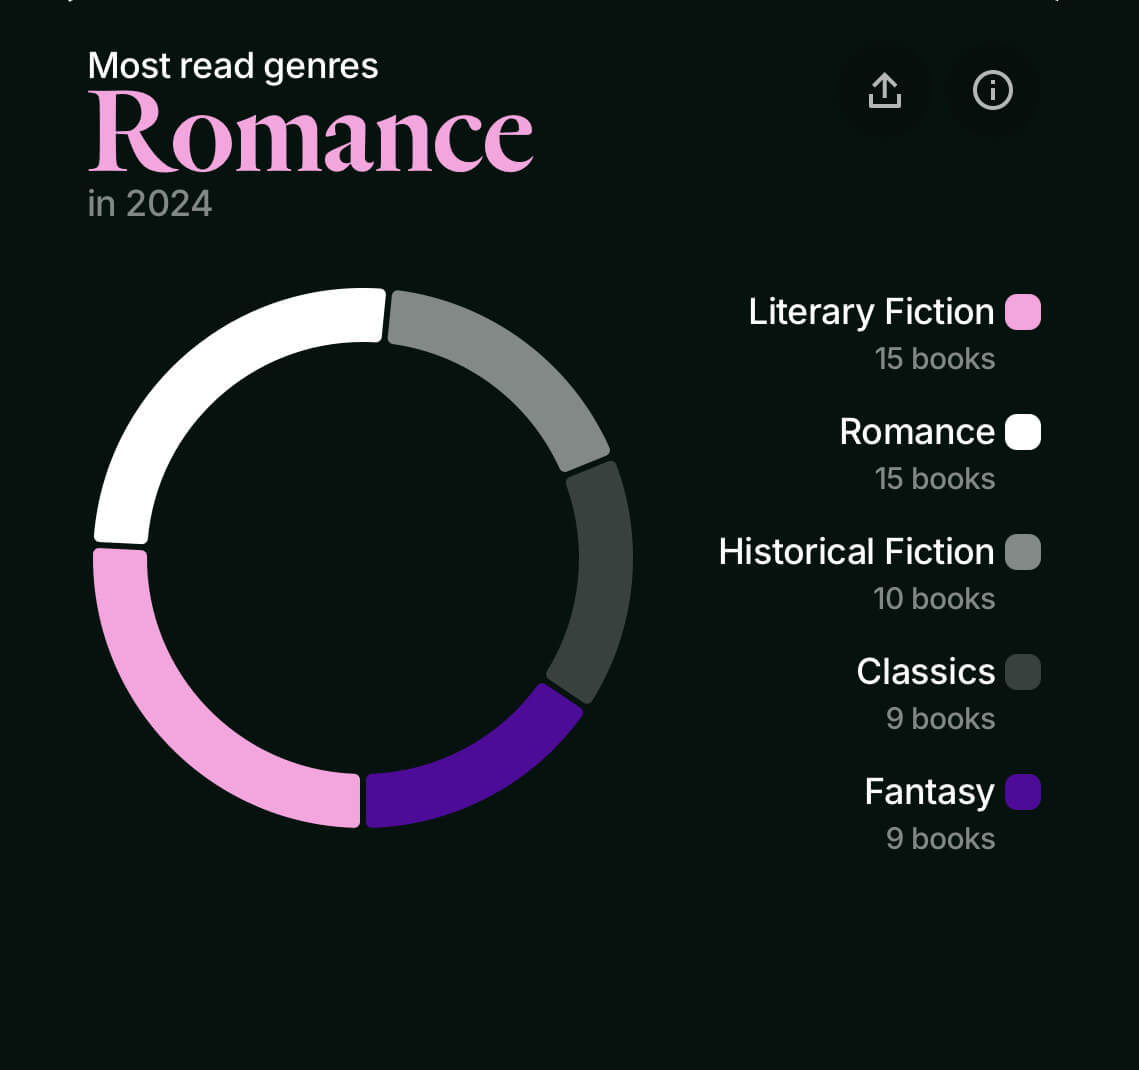 Most read genres
Romance
in 2024
Literary Fiction
15 books
Romance
15 books
Historical Fiction
10 books
Classics
9 books
Fantasy
9 books